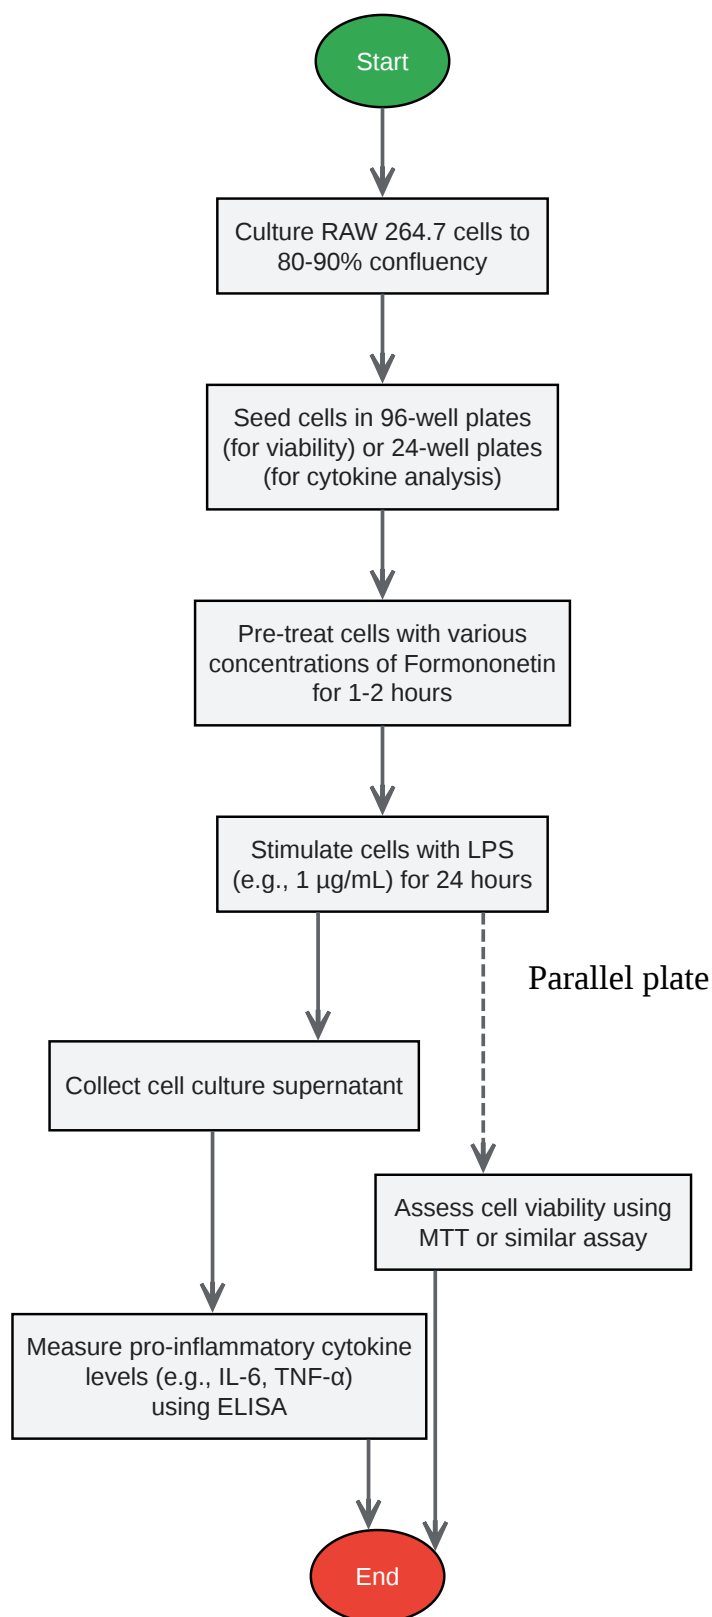 Start
Culture RAW 264.7 cells to
80-90% confluency
Seed cells in 96-well plates
(for viability) or 24-well plates
(for cytokine analysis)
Pre-treat cells with various
concentrations of Formononetin
for 1-2 hours
Stimulate cells with LPS
(e.g., 1 µg/mL) for 24 hours
Parallel plate
Collect cell culture supernatant
Assess cell viability using
MTT or similar assay
Measure pro-inflammatory cytokine
levels (e.g., IL-6, TNF-α)
using ELISA
End